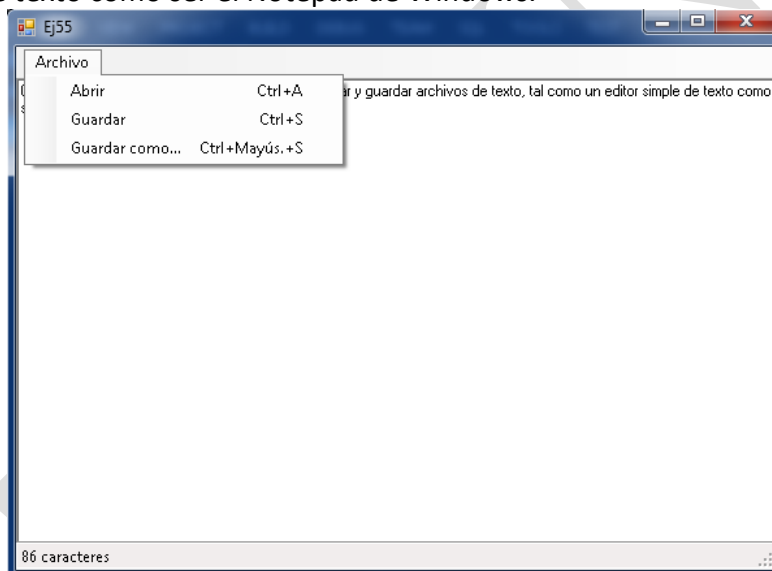 texto como ser el Notepad de Windows.
Ej55
Archivo
Abrir Ctrl+A
y guardar archivos de texto, tal como un editor simple de texto como
Guardar Ctrl+S
Guardar como... Ctrl+Mayús.+S
86 caracteres